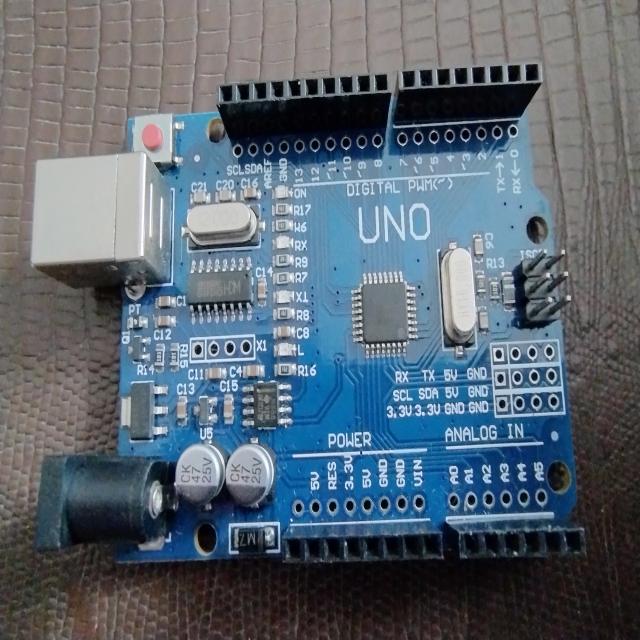 SCL SDA AREF GND 13 12 11 10 9 8 7 6 5 4 3 2 TX→1 RX←0
DIGITAL PWM(~)
UNO
C21 C20 C16
ON
R17
RX
R9
R7
C14
C1
R8
C8
L
R16
R13
PT
C12
X1
C11 C4
C13 C15
U5
RX TX 5V GND
SCL SDA 5V GND
3.3V 3.3V GND GND
POWER
ANALOG IN
5V RES 3.3V 5V GND GND VIN
A0 A1 A2 A3 A4 A5
CK
47
25V
CK
47
25V
M7